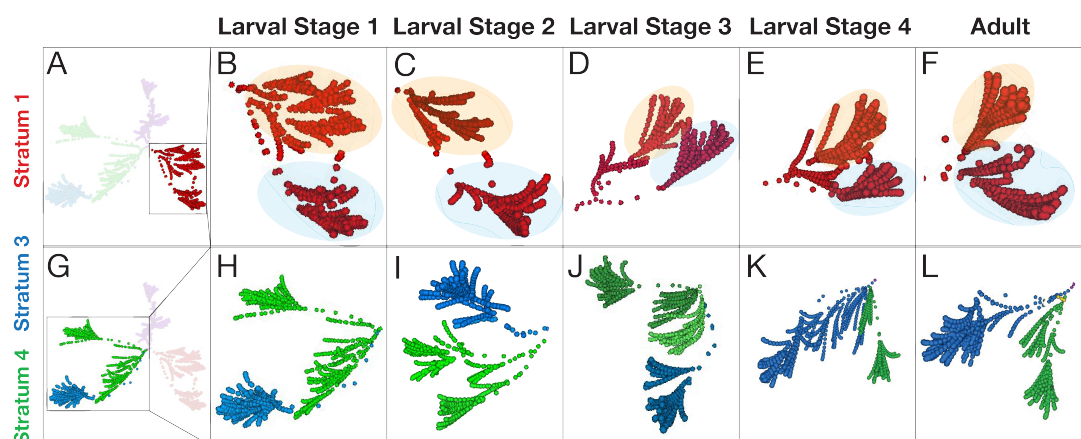 Larval Stage 1 Larval Stage 2 Larval Stage 3 Larval Stage 4 Adult
Stratum 1
A B C D E F
Stratum 3
Stratum 4
G H I J K L